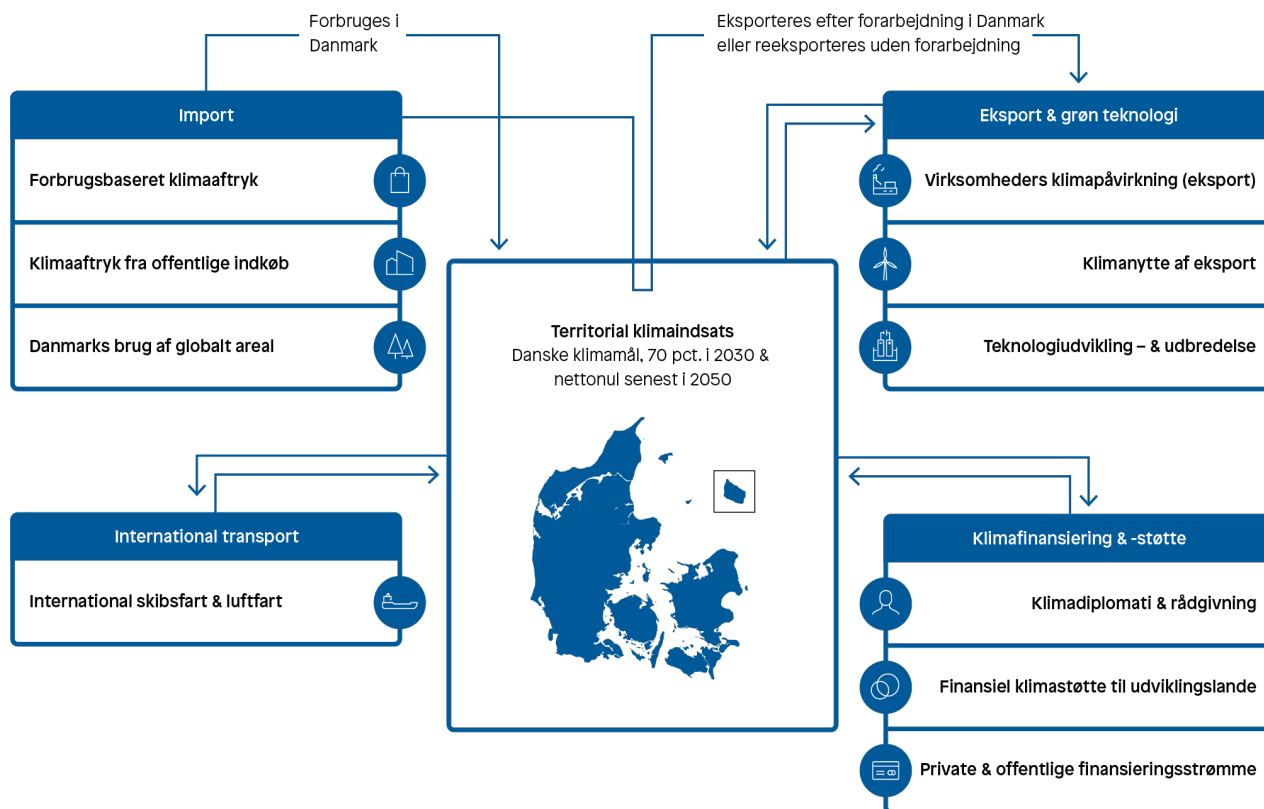 Forbruges i
Danmark
Eksporteres efter forarbejdning i Danmark
eller reeksporteres uden forarbejdning
Import
Forbrugsbaseret klimaaftryk
Klimaaftryk fra offentlige indkøb
Danmarks brug af globalt areal
Eksport & grøn teknologi
Virksomheders klimapåvirkning (eksport)
Klimanytte af eksport
Teknologiudvikling – & udbredelse
Territorial klimaindsats
Danske klimamål, 70 pct. i 2030 &
nettonul senest i 2050
International transport
International skibsfart & luftfart
Klimafinansiering & -støtte
Klimadiplomati & rådgivning
Finansiel klimastøtte til udviklingslande
Private & offentlige finansieringsstrømme